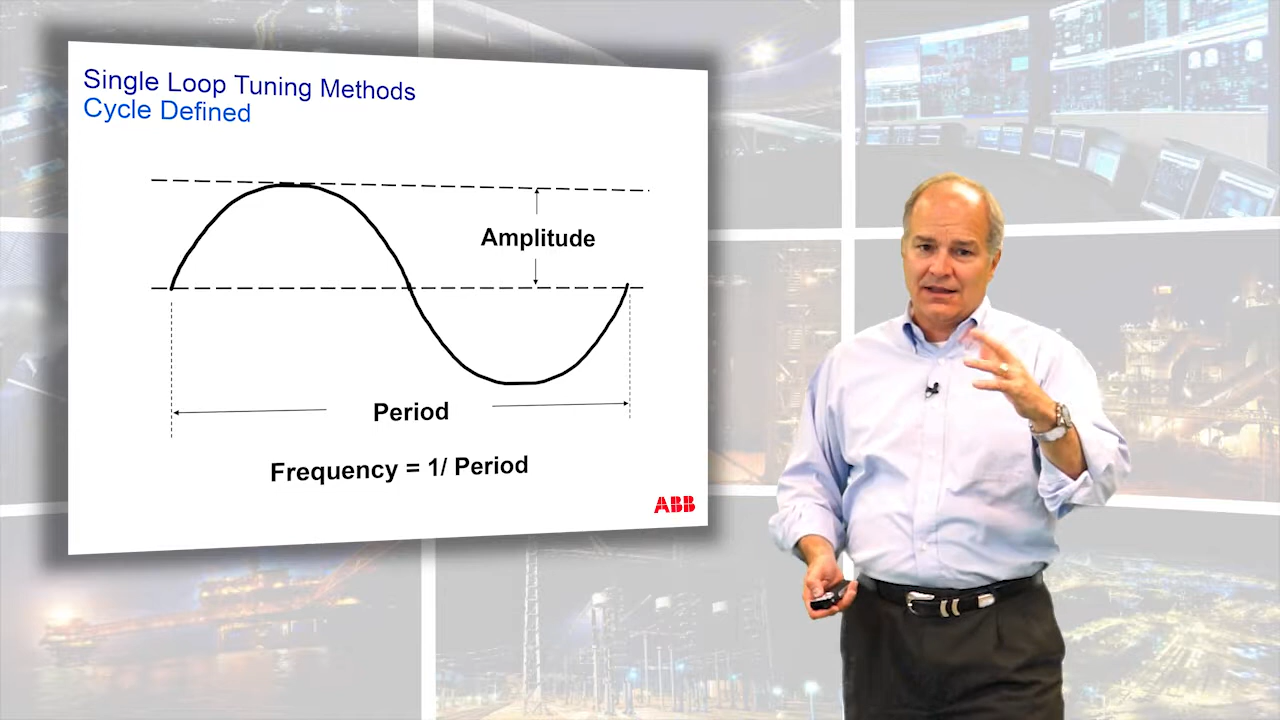 Single Loop Tuning Methods
Cycle Defined
Amplitude
Period
Frequency = 1/ Period
ABB